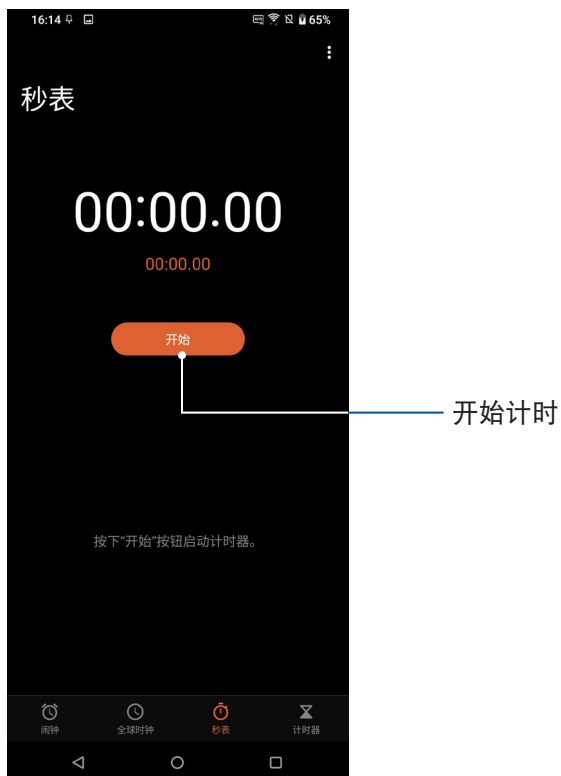 16:14 65%
秒表
00:00.00
00:00.00
开始
开始计时
按下“开始”按钮启动计时器。
闹钟 全球时钟 秒表 计时器